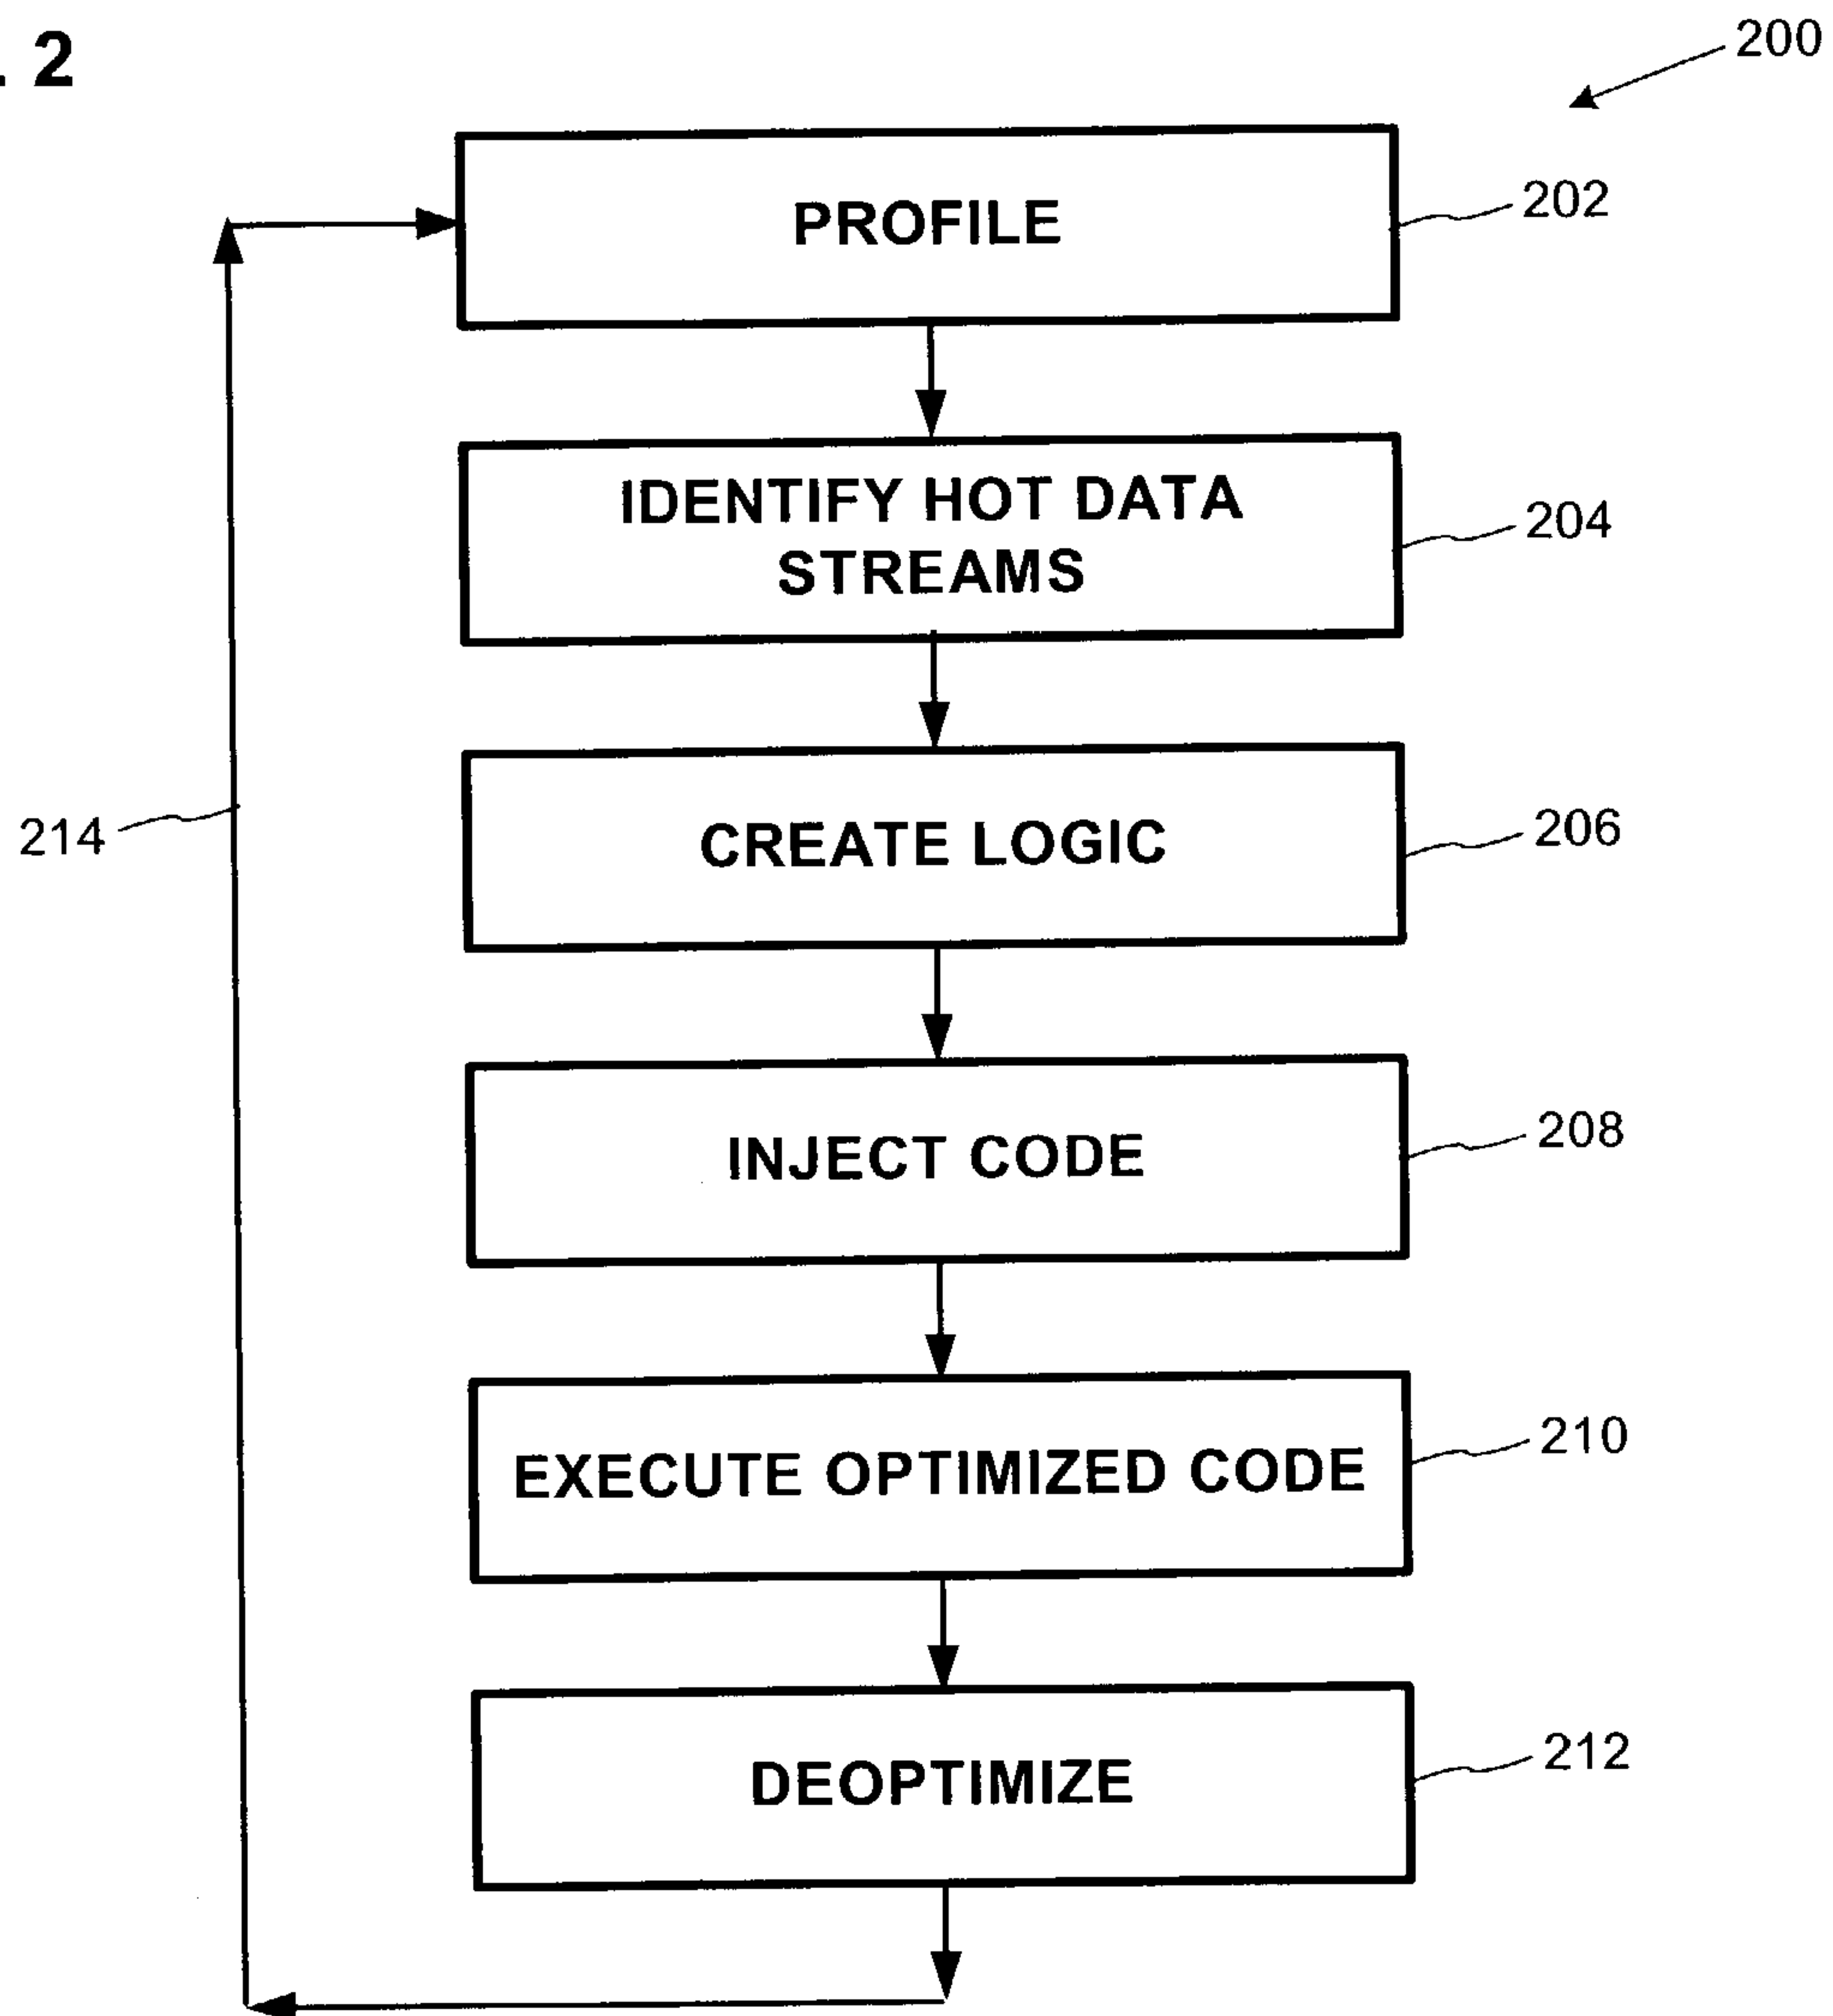 . 2
200
PROFILE
202
IDENTIFY HOT DATA
STREAMS
204
CREATE LOGIC
206
214
INJECT CODE
208
EXECUTE OPTIMIZED CODE
210
DEOPTIMIZE
212